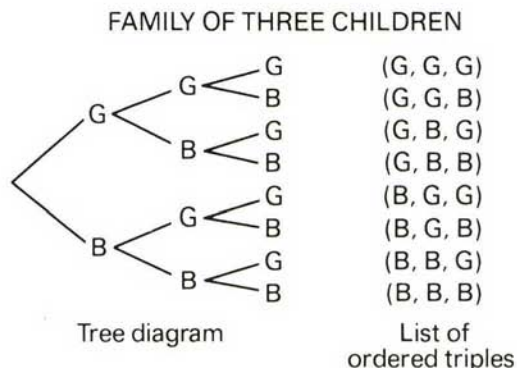 FAMILY OF THREE CHILDREN
G (G, G, G)
G
B (G, G, B)
G
G (G, B, G)
B
B (G, B, B)
G (B, G, G)
G
B (B, G, B)
B
G (B, B, G)
B
B (B, B, B)
Tree diagram
List of
ordered triples